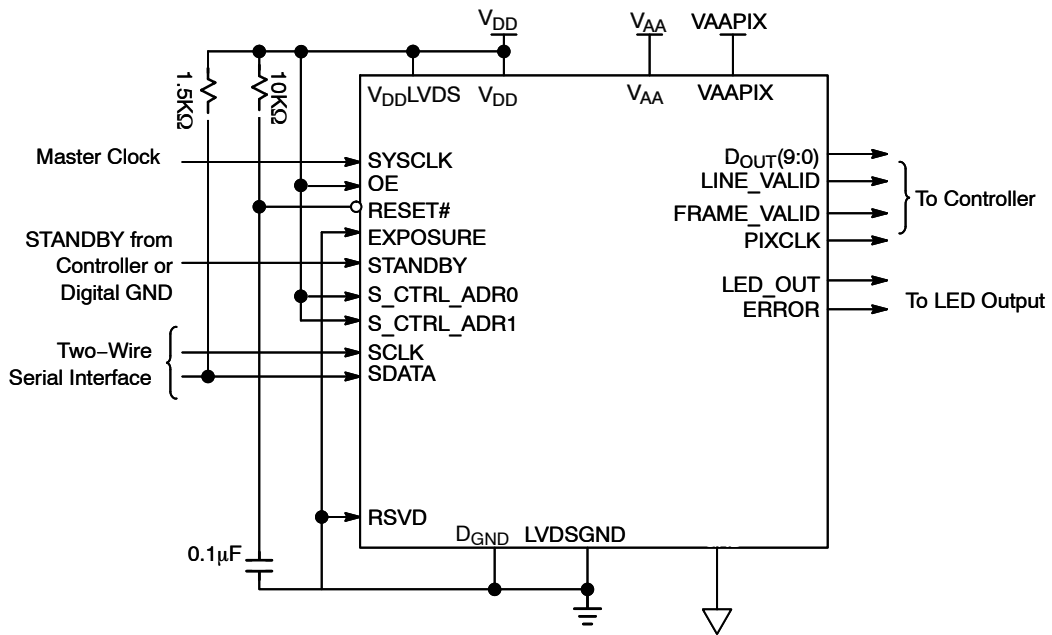 VDD
VAA
VAAPIX
1.5KΩ
10KΩ
VDDLVDS
VDD
VAA
VAAPIX
Master Clock
SYSCLK
OE
RESET#
EXPOSURE
STANDBY from
Controller or
Digital GND
STANDBY
S_CTRL_ADR0
S_CTRL_ADR1
Two−Wire
Serial Interface
SCLK
SDATA
RSVD
DOUT(9:0)
LINE_VALID
FRAME_VALID
PIXCLK
To Controller
LED_OUT
ERROR
To LED Output
0.1μF
DGND
LVDSGND